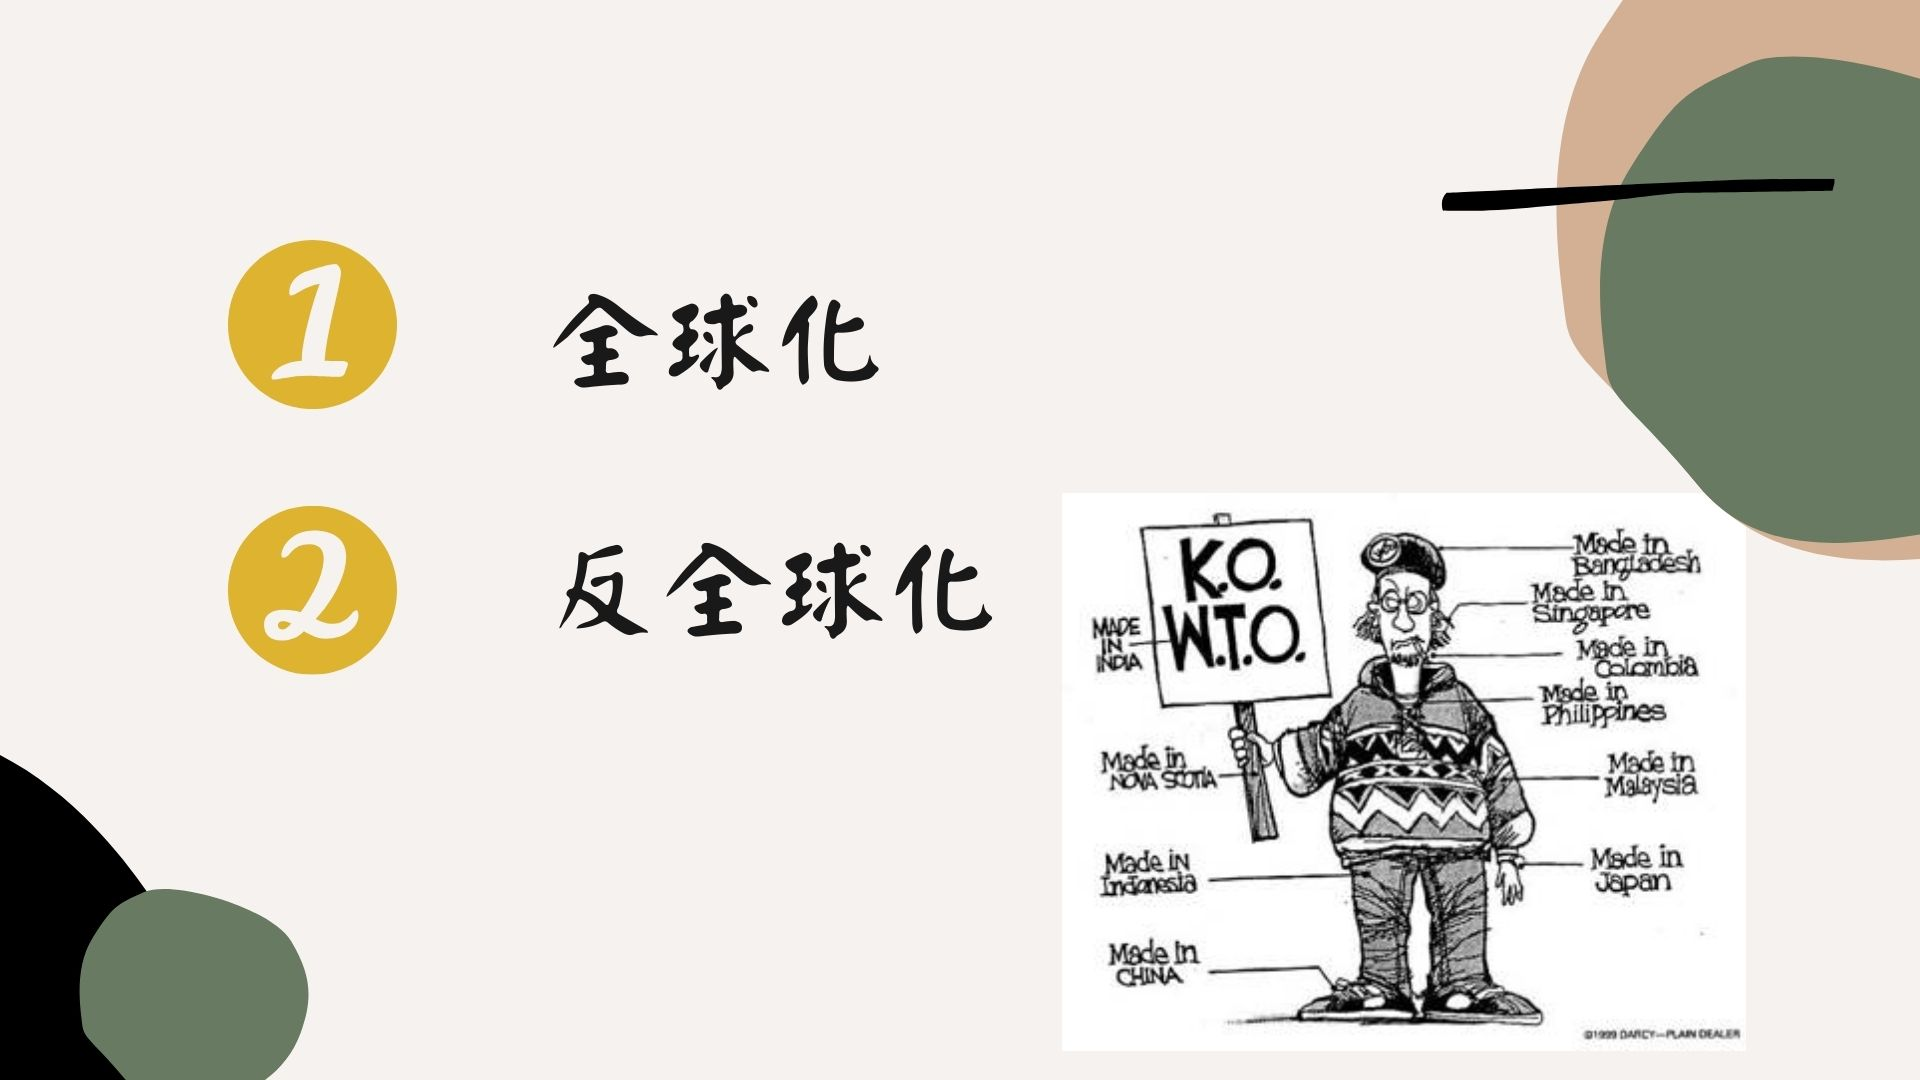 1
全球化
2
反全球化
K.O.
W.T.O.
MADE
IN
INDIA
Made in
NOVA SCOTIA
Made in
Indonesia
Made in
CHINA
Made in
Bangladesh
Made in
Singapore
Made in
Colombia
Made in
Philippines
Made in
Malaysia
Made in
Japan
©1999 DARCY—PLAIN DEALER